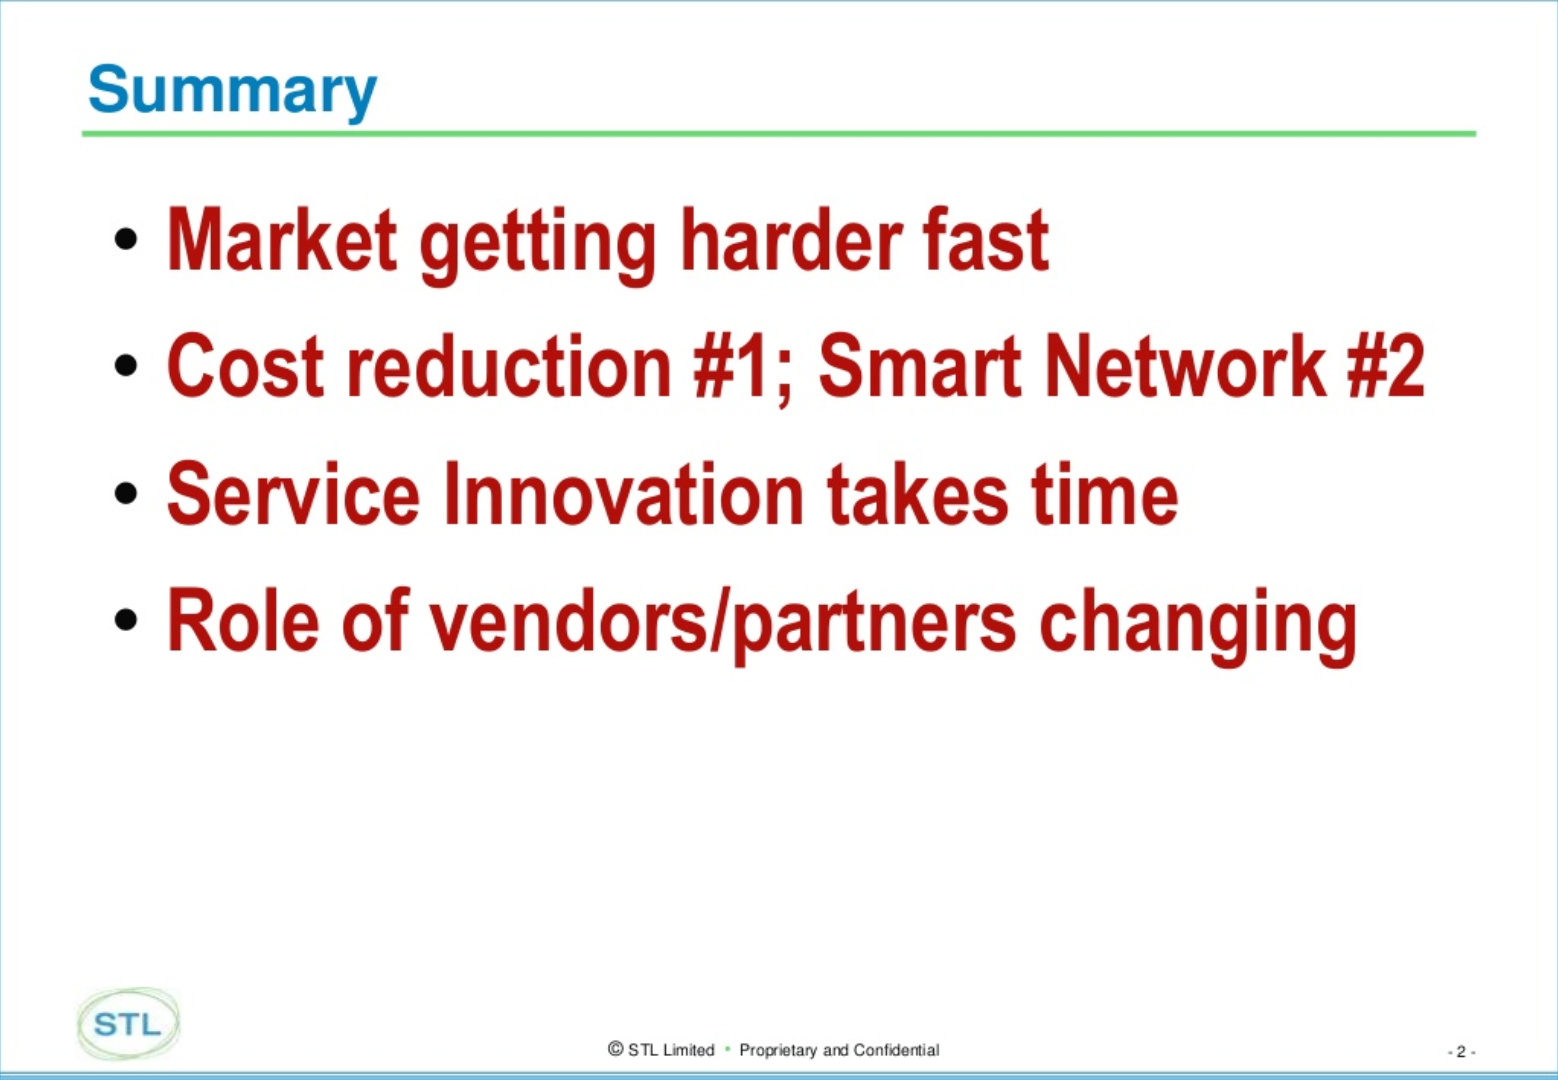 Summary
• Market getting harder fast
• Cost reduction #1; Smart Network #2
• Service Innovation takes time
• Role of vendors/partners changing
STL
© STL Limited • Proprietary and Confidential
- 2 -